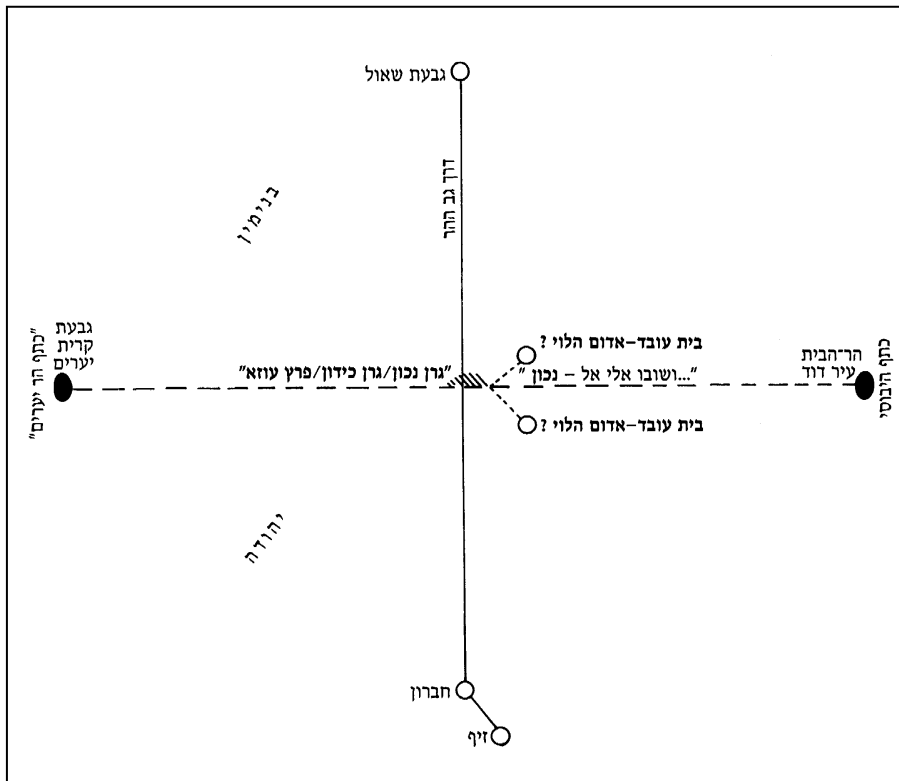 גבעת שאול
דרך גב ההר
בנימין
כתף היבוסי
הר־הבית
עיר דוד
בית עובד–אדום הלוי ?
"...ושובו אלי אל – נכון "
בית עובד–אדום הלוי ?
"גרן נכון/גרן כידון/פרץ עוזא"
גבעת
קרית
יערים
"כתף הר יערים"
יהודה
חברון
זיף